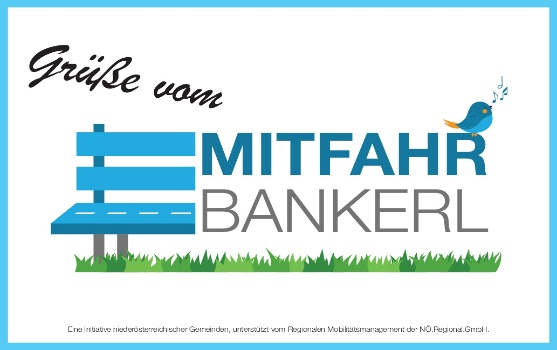 Grüße vom
MITFAHR
BANKERL
Eine Initiative niederösterreichischer Gemeinden, unterstützt vom Regionalen Mobilitätsmanagement der NÖ.Regional.GmbH.